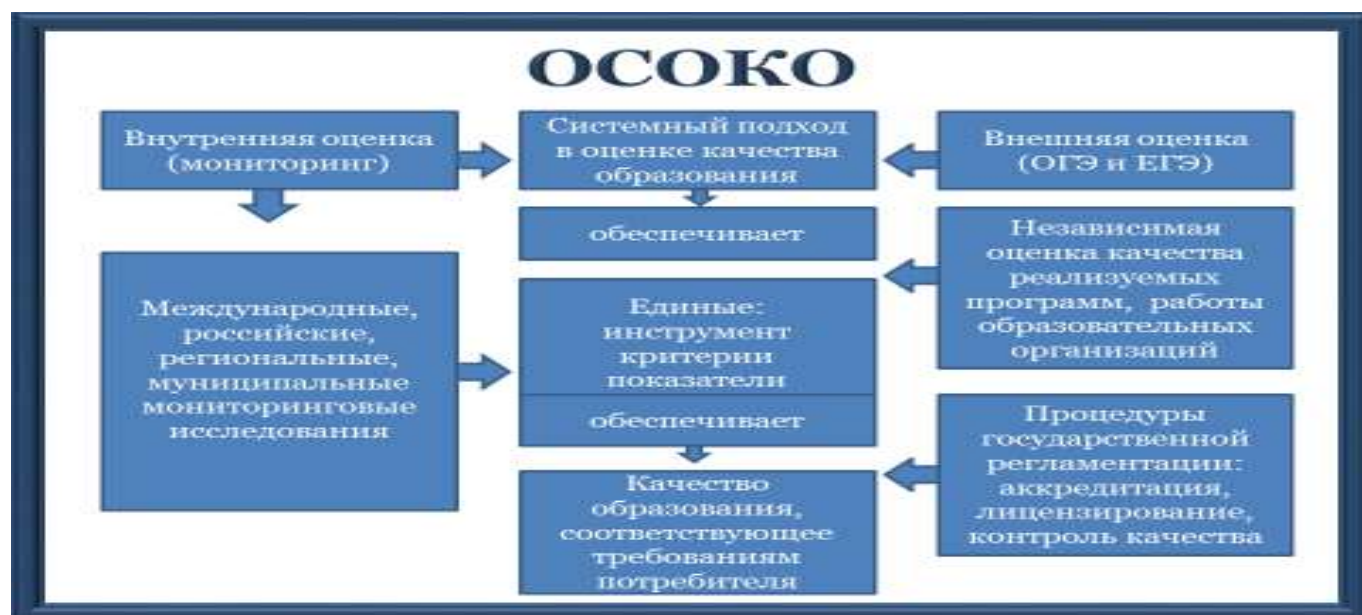 ОСОКО
Внутренняя оценка
(мониторинг)
Международные,
российские,
региональные,
муниципальные
мониторинговые
исследования
Системный подход
в оценке качества
образования
обеспечивает
Единые:
инструмент
критерии
показатели
обеспечивает
Качество
образования,
соответствующее
требованиям
потребителя
Внешняя оценка
(ОГЭ и ЕГЭ)
Независимая
оценка качества
реализуемых
программ, работы
образовательных
организаций
Процедуры
государственной
регламентации:
аккредитация,
лицензирование,
контроль качества